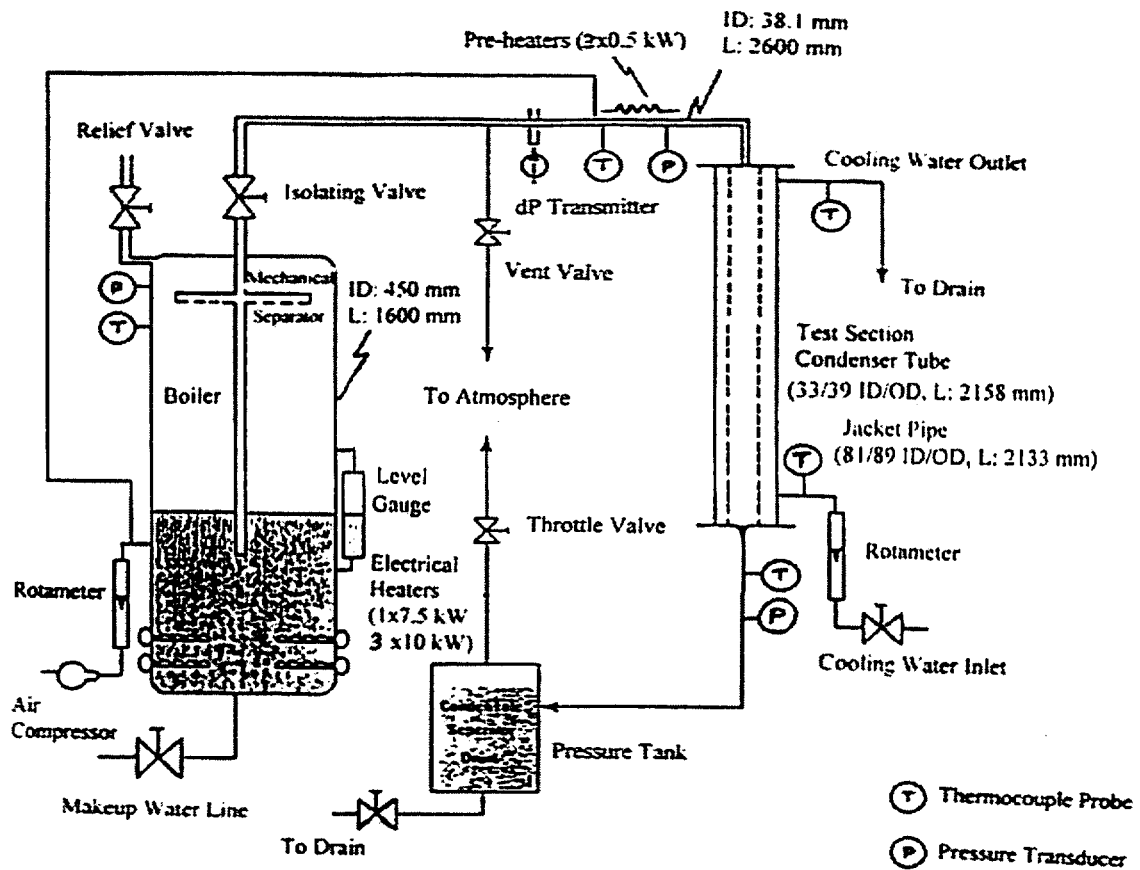 ID: 38.1 mm
L: 2600 mm
Pre-heaters (2x0.5 kW)
Relief Valve
Isolating Valve
T
P
dP Transmitter
Cooling Water Outlet
T
To Drain
Vent Valve
P
T
Mechanical
Separator
ID: 450 mm
L: 1600 mm
Boiler
To Atmosphere
Test Section
Condenser Tube
(33/39 ID/OD, L: 2158 mm)
Jacket Pipe
(81/89 ID/OD, L: 2133 mm)
T
Level
Gauge
Throttle Valve
Rotameter
Electrical
Heaters
(1x7.5 kW
3 x10 kW)
Rotameter
T
P
Cooling Water Inlet
Air
Compressor
Pressure Tank
Makeup Water Line
To Drain
T Thermocouple Probe
P Pressure Transducer